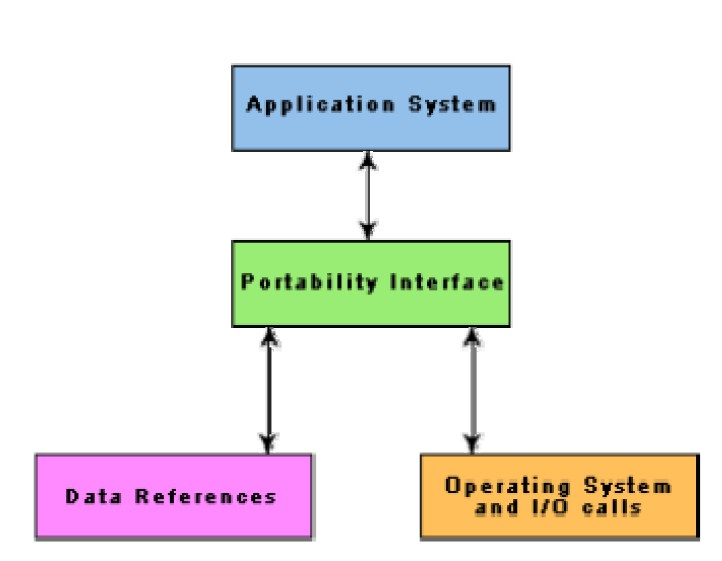 Application System
Portability Interface
Data References
Operating System
and I/O calls